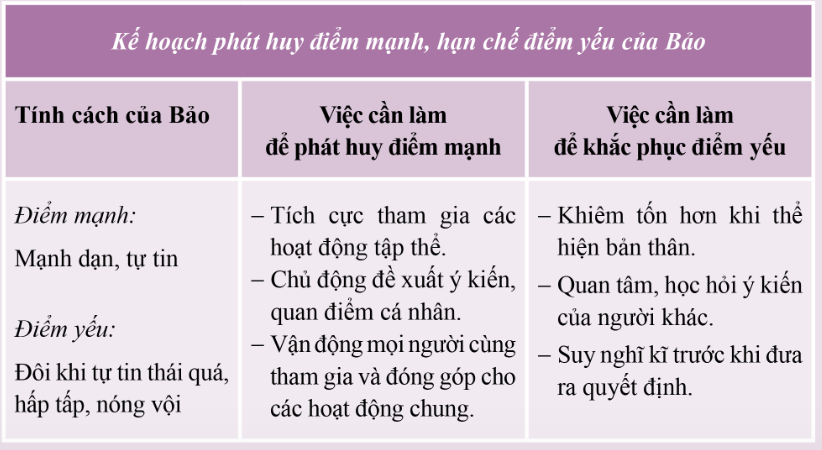 Kế hoạch phát huy điểm mạnh, hạn chế điểm yếu của Bảo
Tính cách của Bảo
Việc cần làm
để phát huy điểm mạnh
Việc cần làm
để khắc phục điểm yếu
Điểm mạnh:
Mạnh dạn, tự tin
Điểm yếu:
Đôi khi tự tin thái quá,
hấp tấp, nóng vội
– Tích cực tham gia các
hoạt động tập thể.
– Chủ động đề xuất ý kiến,
quan điểm cá nhân.
– Vận động mọi người cùng
tham gia và đóng góp cho
các hoạt động chung.
– Khiêm tốn hơn khi thể
hiện bản thân.
– Quan tâm, học hỏi ý kiến
của người khác.
– Suy nghĩ kĩ trước khi đưa
ra quyết định.